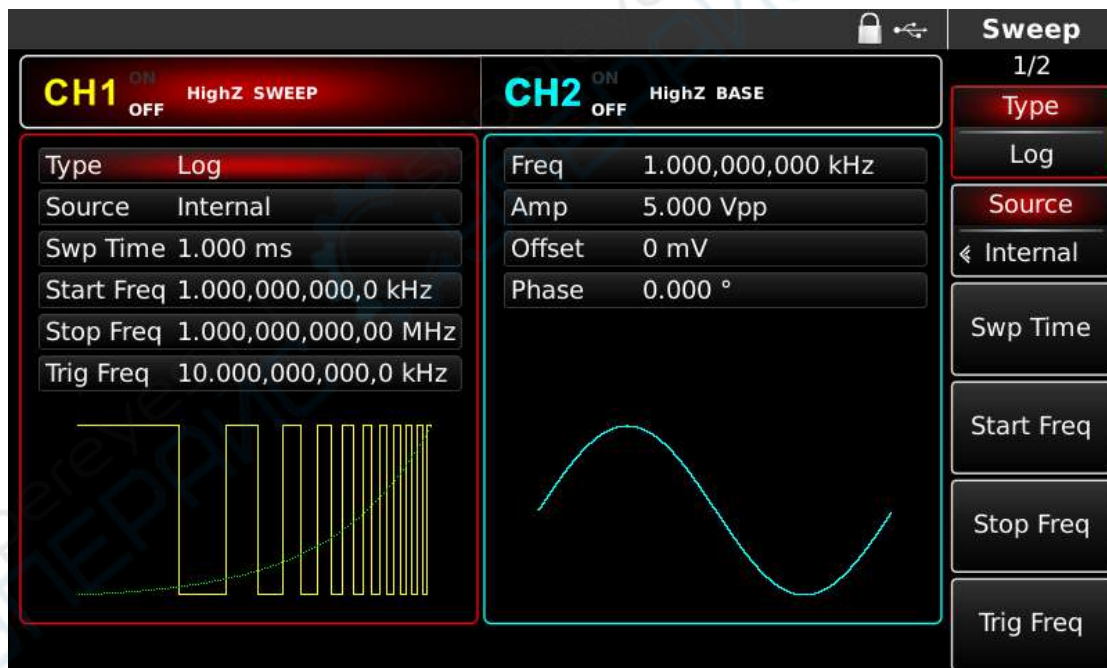 Sweep
1/2
CH1 ON OFF HighZ SWEEP
CH2 ON OFF HighZ BASE
Type Log
Source Internal
Swp Time 1.000 ms
Start Freq 1.000,000,000,0 kHz
Stop Freq 1.000,000,000,00 MHz
Trig Freq 10.000,000,000,0 kHz
Freq 1.000,000,000 kHz
Amp 5.000 Vpp
Offset 0 mV
Phase 0.000 °
Type
Log
Source
Internal
Swp Time
Start Freq
Stop Freq
Trig Freq